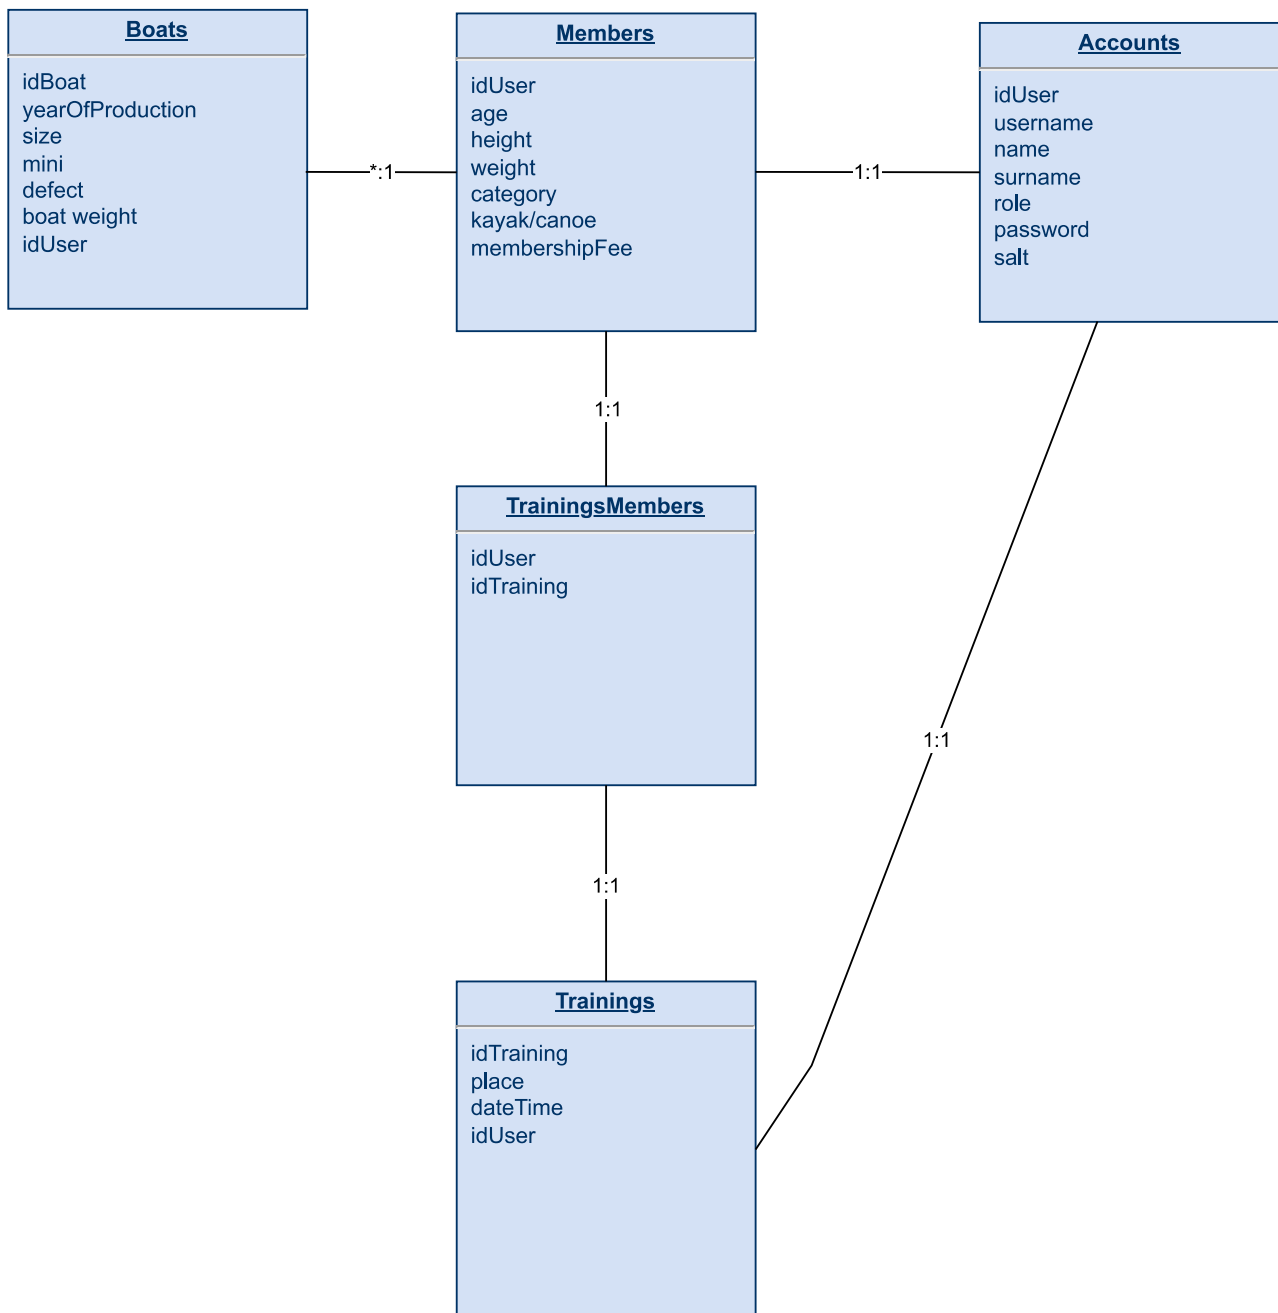 Boats
idBoat
yearOfProduction
size
mini
defect
boat weight
idUser
*:1
Members
idUser
age
height
weight
category
kayak/canoe
membershipFee
1:1
Accounts
idUser
username
name
surname
role
password
salt
1:1
TrainingsMembers
idUser
idTraining
1:1
1:1
Trainings
idTraining
place
dateTime
idUser